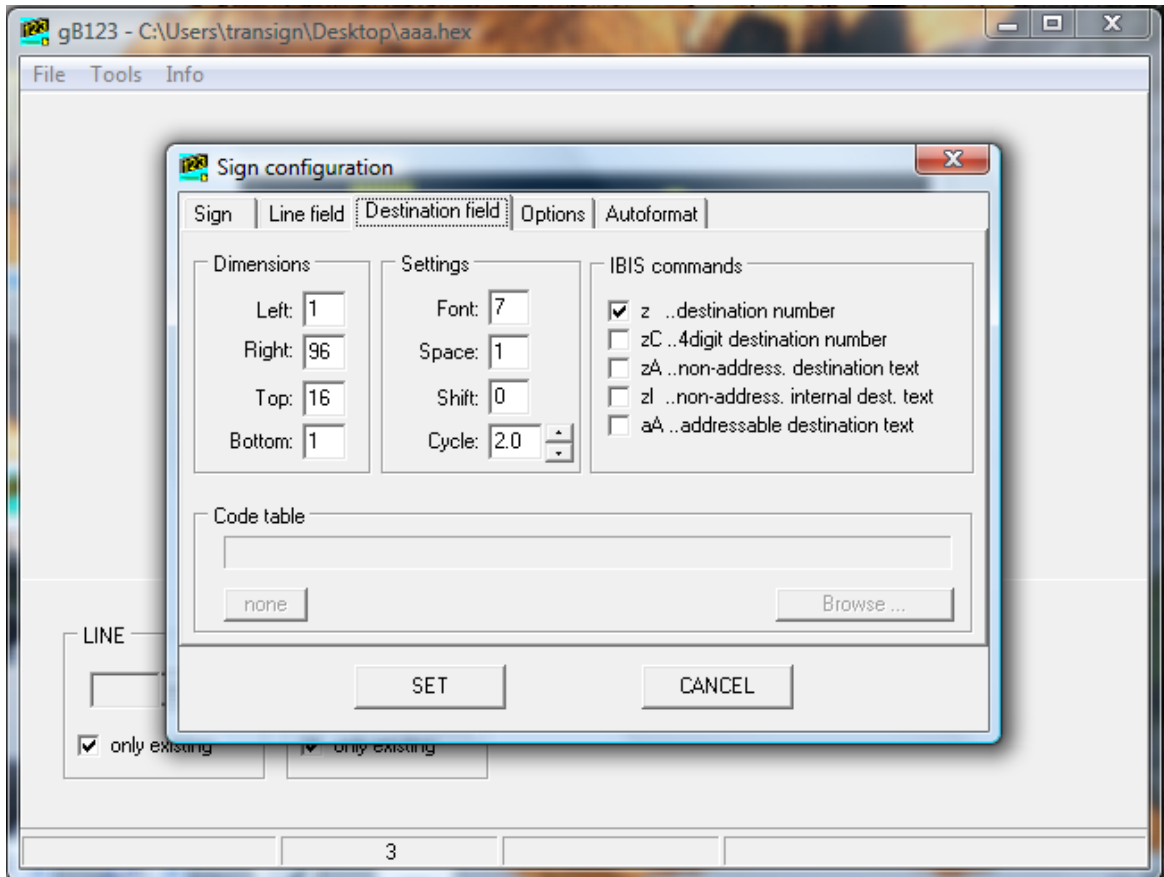 gB123 - C:\Users\transign\Desktop\aaa.hex
File Tools Info
Sign configuration
Sign Line field Destination field Options Autoformat
Dimensions
Left: 1
Right: 96
Top: 16
Bottom: 1
Settings
Font: 7
Space: 1
Shift: 0
Cycle: 2.0
IBIS commands
z ..destination number
zC ..4digit destination number
zA ..non-address. destination text
zI ..non-address. internal dest. text
aA ..addressable destination text
Code table
none Browse ...
SET CANCEL
LINE
only existing only existing
3